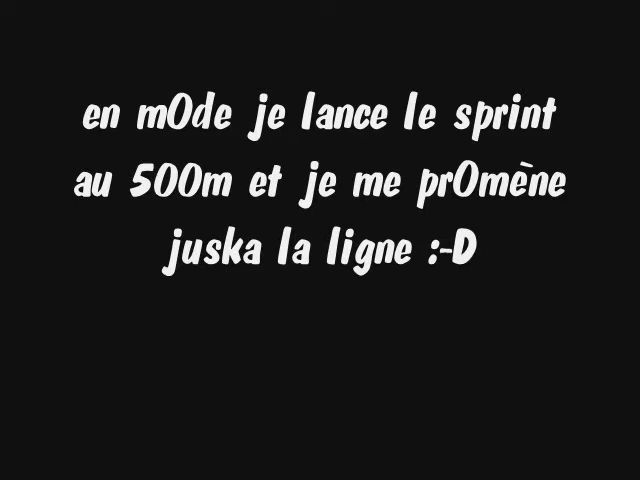 en m0de je lance le sprint
au 500m et je me pr0mène
juska la ligne :-D